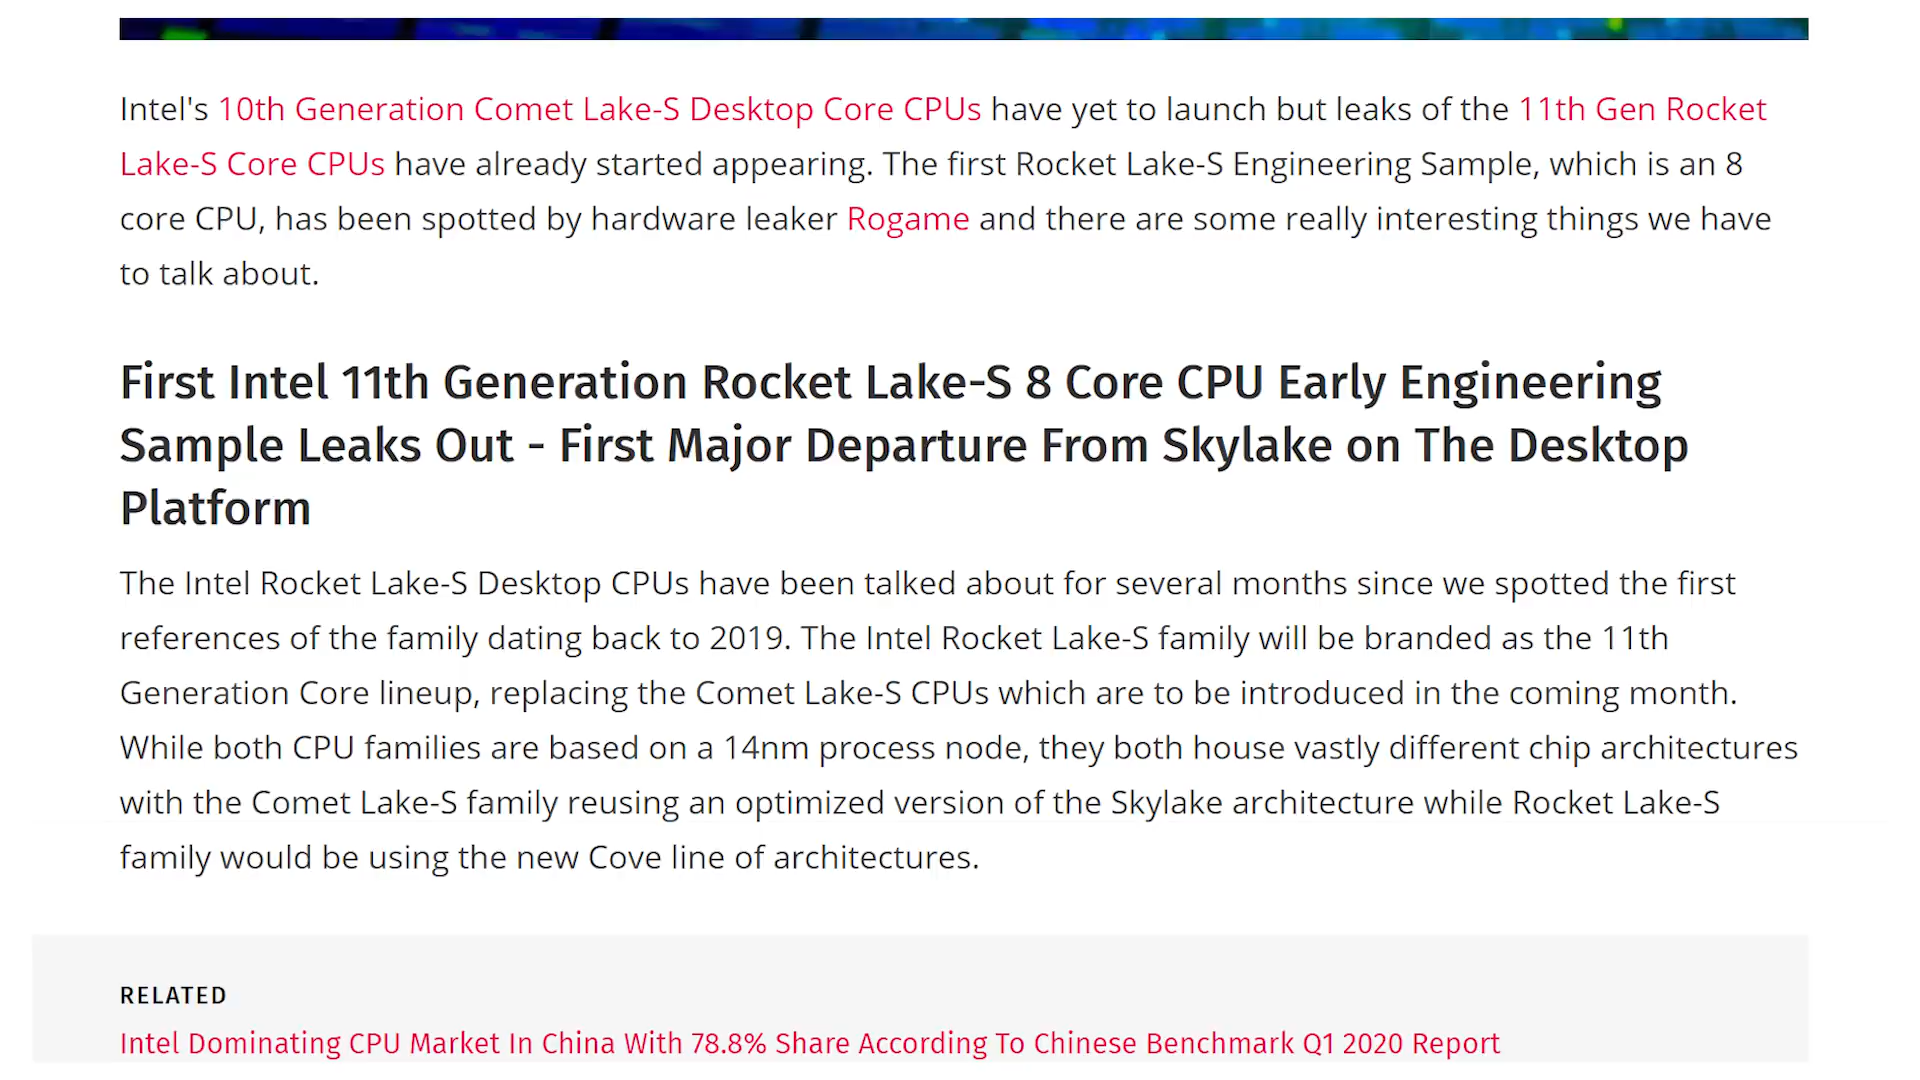 Intel's 10th Generation Comet Lake-S Desktop Core CPUs have yet to launch but leaks of the 11th Gen Rocket
Lake-S Core CPUs have already started appearing. The first Rocket Lake-S Engineering Sample, which is an 8
core CPU, has been spotted by hardware leaker Rogame and there are some really interesting things we have
to talk about.
First Intel 11th Generation Rocket Lake-S 8 Core CPU Early Engineering
Sample Leaks Out - First Major Departure From Skylake on The Desktop
Platform
The Intel Rocket Lake-S Desktop CPUs have been talked about for several months since we spotted the first
references of the family dating back to 2019. The Intel Rocket Lake-S family will be branded as the 11th
Generation Core lineup, replacing the Comet Lake-S CPUs which are to be introduced in the coming month.
While both CPU families are based on a 14nm process node, they both house vastly different chip architectures
with the Comet Lake-S family reusing an optimized version of the Skylake architecture while Rocket Lake-S
family would be using the new Cove line of architectures.
RELATED
Intel Dominating CPU Market In China With 78.8% Share According To Chinese Benchmark Q1 2020 Report